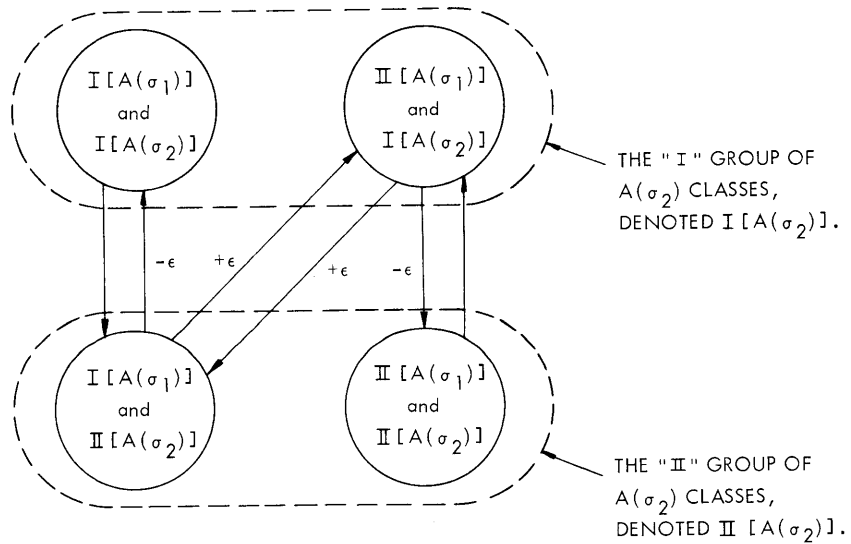 I [A(σ₁)]
and
I [A(σ₂)]
II [A(σ₁)]
and
I [A(σ₂)]
THE "I" GROUP OF
A(σ₂) CLASSES,
DENOTED I [A(σ₂)].
-ϵ
+ϵ
+ϵ
-ϵ
I [A(σ₁)]
and
II [A(σ₂)]
II [A(σ₁)]
and
II [A(σ₂)]
THE "II" GROUP OF
A(σ₂) CLASSES,
DENOTED II [A(σ₂)].